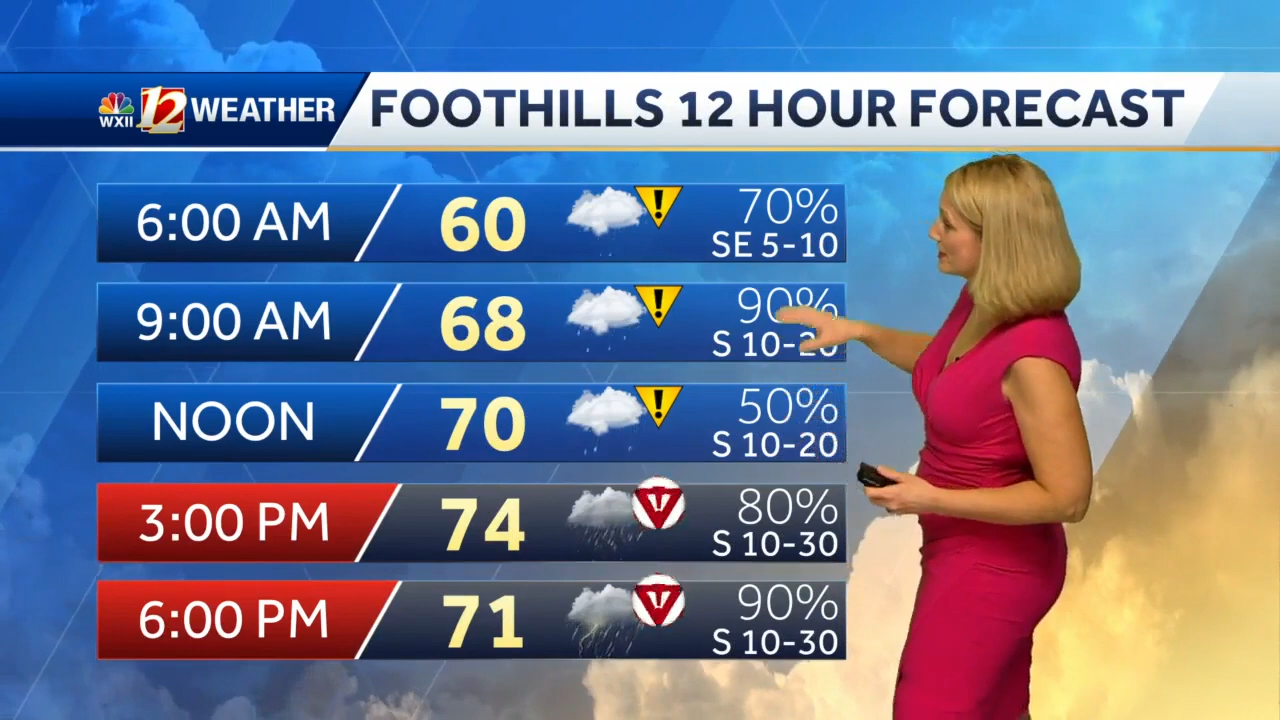 WXII 12 WEATHER
FOOTHILLS 12 HOUR FORECAST
6:00 AM 60 ! 70%
SE 5-10
9:00 AM 68 ! 90%
S 10-20
NOON 70 ! 50%
S 10-20
3:00 PM 74 ! 80%
S 10-30
6:00 PM 71 ! 90%
S 10-30